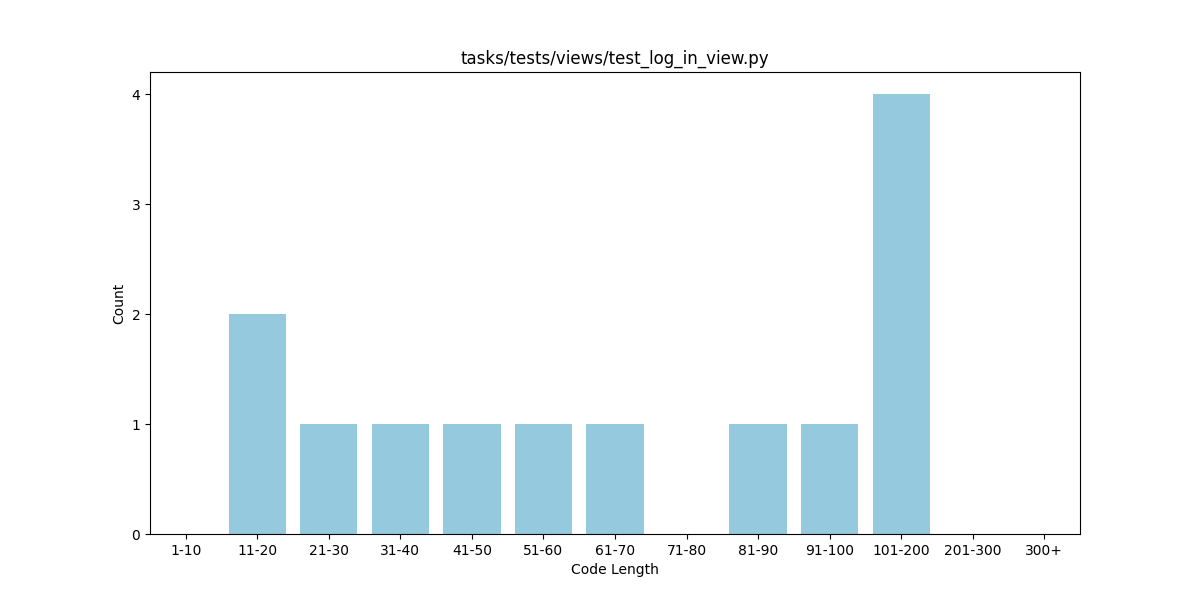 tasks/tests/views/test_log_in_view.py
4
3
2
1
0
Count
1-10 11-20 21-30 31-40 41-50 51-60 61-70 71-80 81-90 91-100 101-200 201-300 300+
Code Length